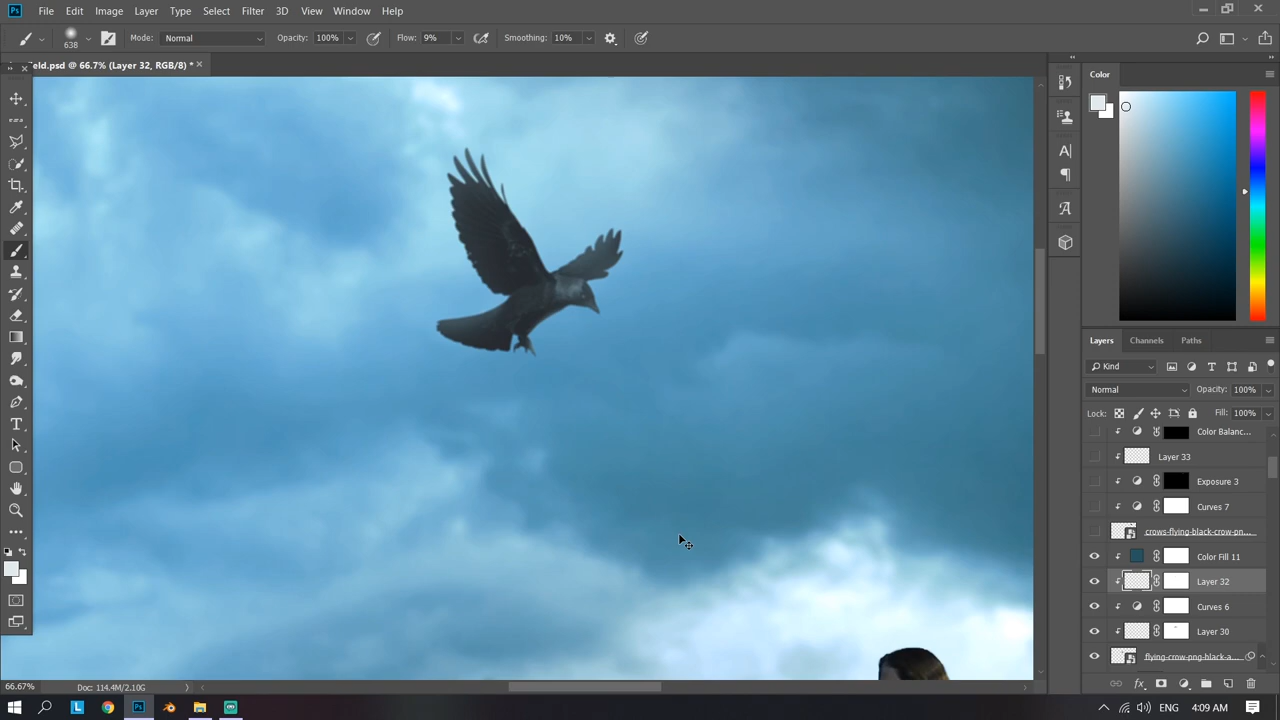 Ps File Edit Image Layer Type Select Filter 3D View Window Help
638 Mode: Normal Opacity: 100% Flow: 9% Smoothing: 10%
eld.psd @ 66.7% (Layer 32, RGB/8) *
Color
Layers Channels Paths
Kind
Normal Opacity: 100%
Lock: Fill: 100%
Color Balanc...
Layer 33
Exposure 3
Curves 7
crows-flying-black-crow-pn...
Color Fill 11
Layer 32
Curves 6
Layer 30
flying-crow-png-black-a...
66.67% Doc: 114.4M/2.10G
L Ps ENG 4:09 AM